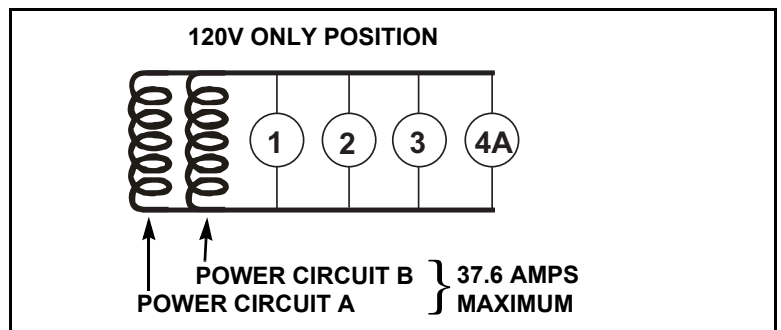 120V ONLY POSITION
1 2 3 4A
POWER CIRCUIT B } 37.6 AMPS
POWER CIRCUIT A MAXIMUM